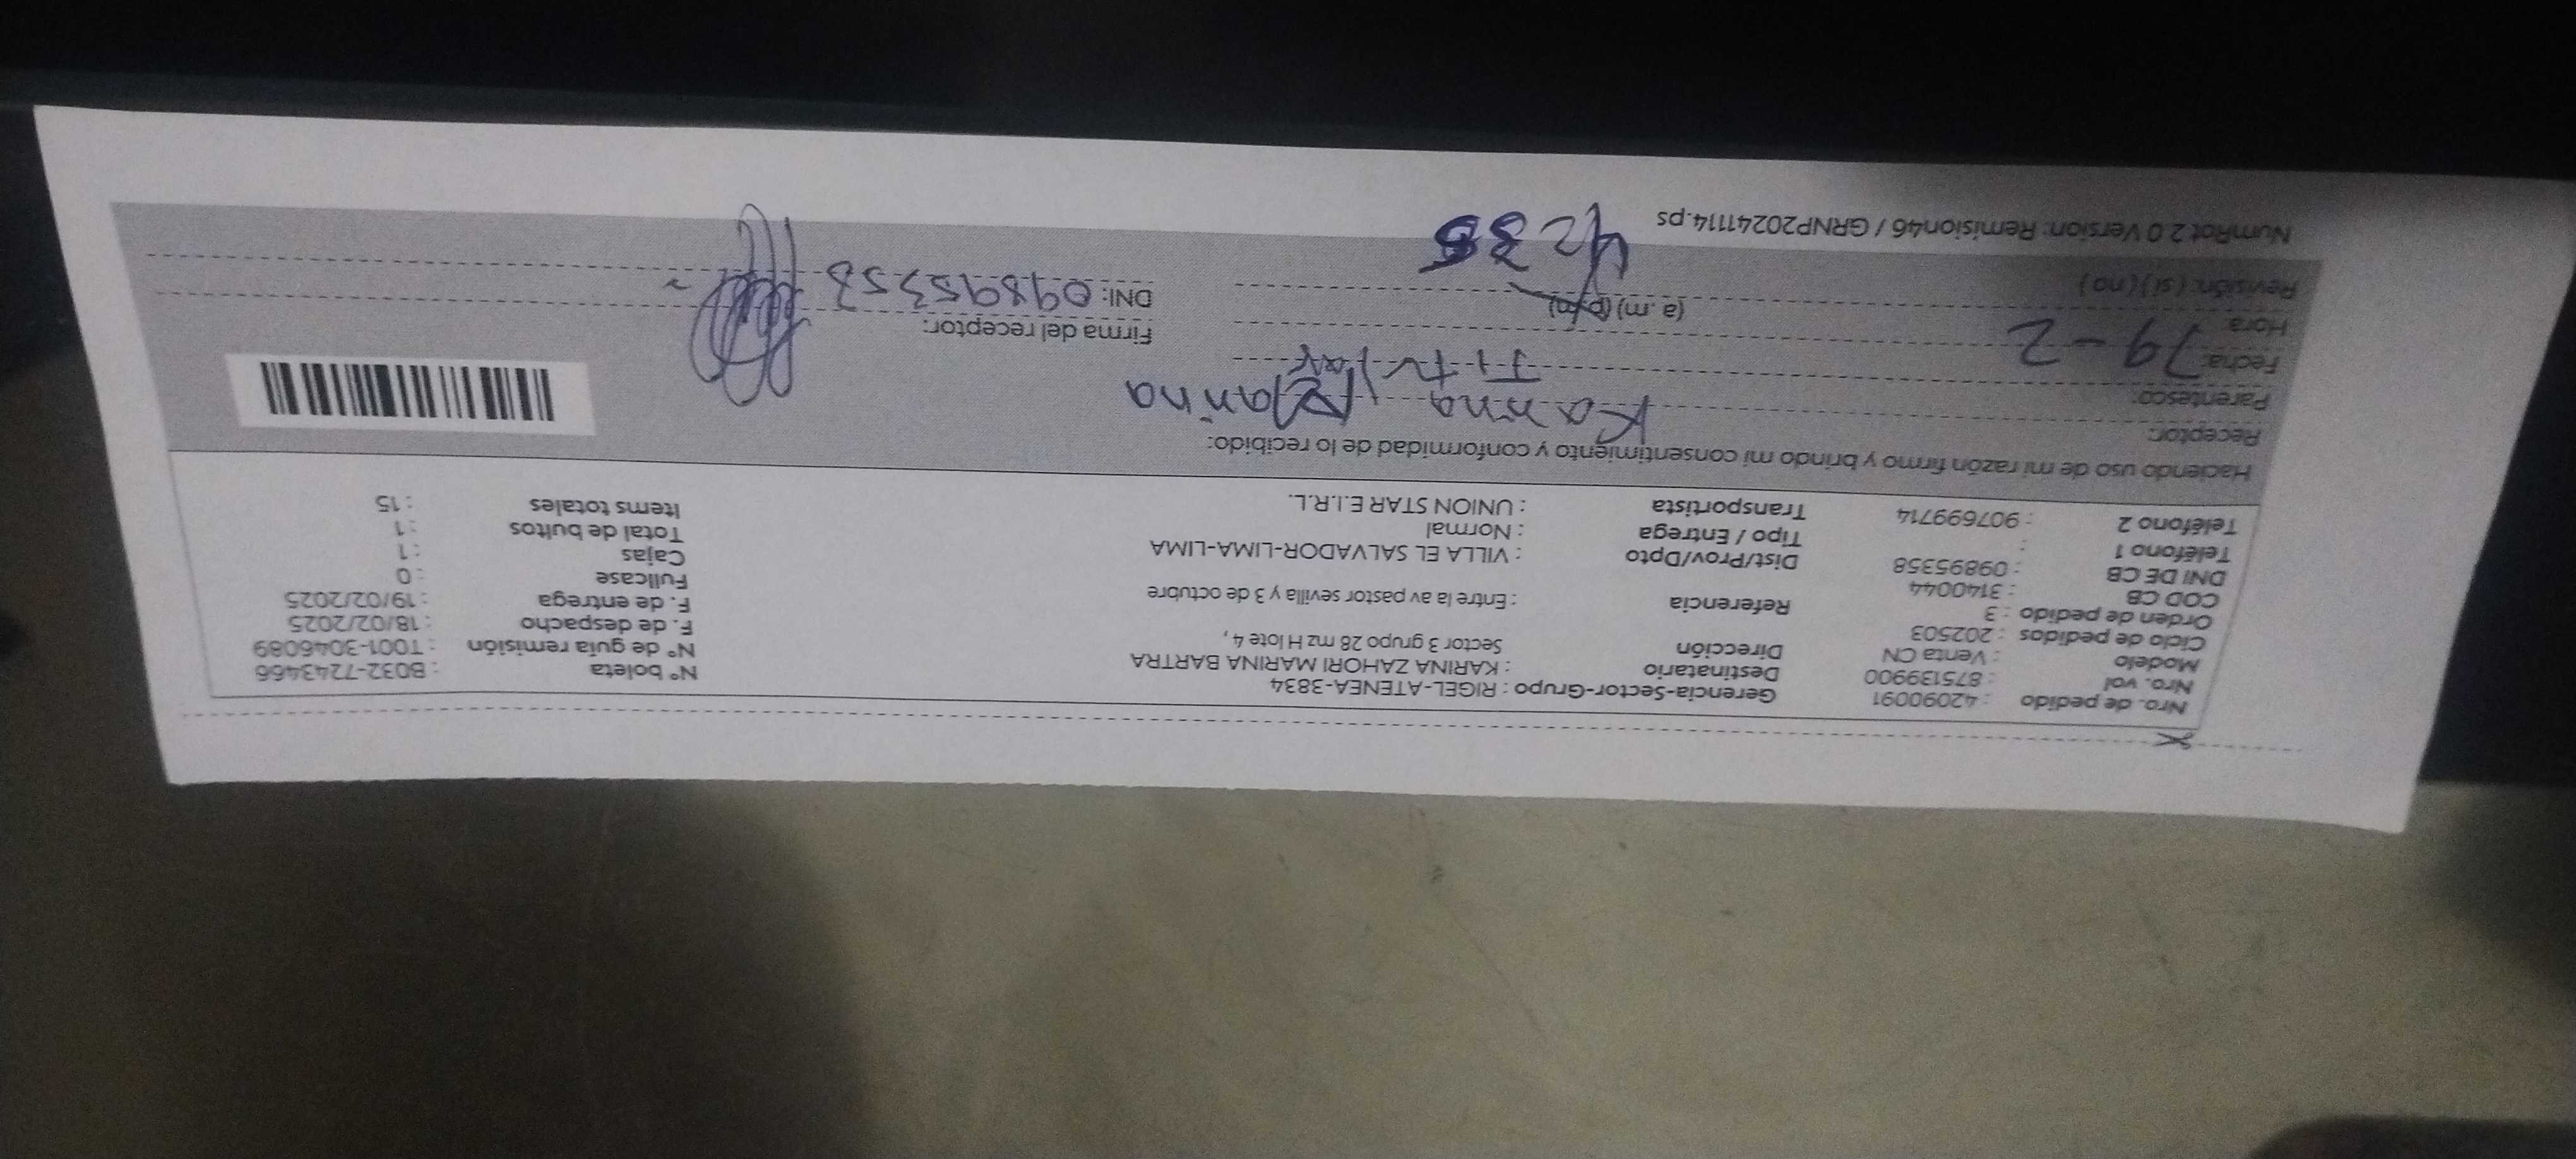 Nro. de pedido : 42090091
Nro. vol : 875139900
Modelo : Venta CN
Ciclo de pedidos : 202503
Orden de pedido : 3
COD CB : 3140044
DNI DE CB : 09895358
Teléfono 1 :
Teléfono 2 : 907699714
Gerencia-Sector-Grupo : RIGEL-ATENEA-3834
Destinatario : KARINA ZAHORI MARINA BARTRA
Dirección Sector 3 grupo 28 mz H lote 4 ,
Referencia : Entre la av pastor sevilla y 3 de octubre
Dist/Prov/Dpto : VILLA EL SALVADOR-LIMA-LIMA
Tipo / Entrega : Normal
Transportista : UNION STAR E.I.R.L.
N° boleta : B032-7243466
N° de guía remisión : T001-3046089
F. de despacho : 18/02/2025
F. de entrega : 19/02/2025
Fullcase : 0
Cajas : 1
Total de bultos : 1
Items totales : 15
Haciendo uso de mi razón firmo y brindo mi consentimiento y conformidad de lo recibido:
Receptor: Karina
Parentesco: Titular
Fecha: 19-2
Hora: (a.m) (p.m)
Revisión: ( si ) ( no )
Firma del receptor:
DNI: 09895358
NumRot 2.0 Version: Remision46 / GRNP20241114.ps